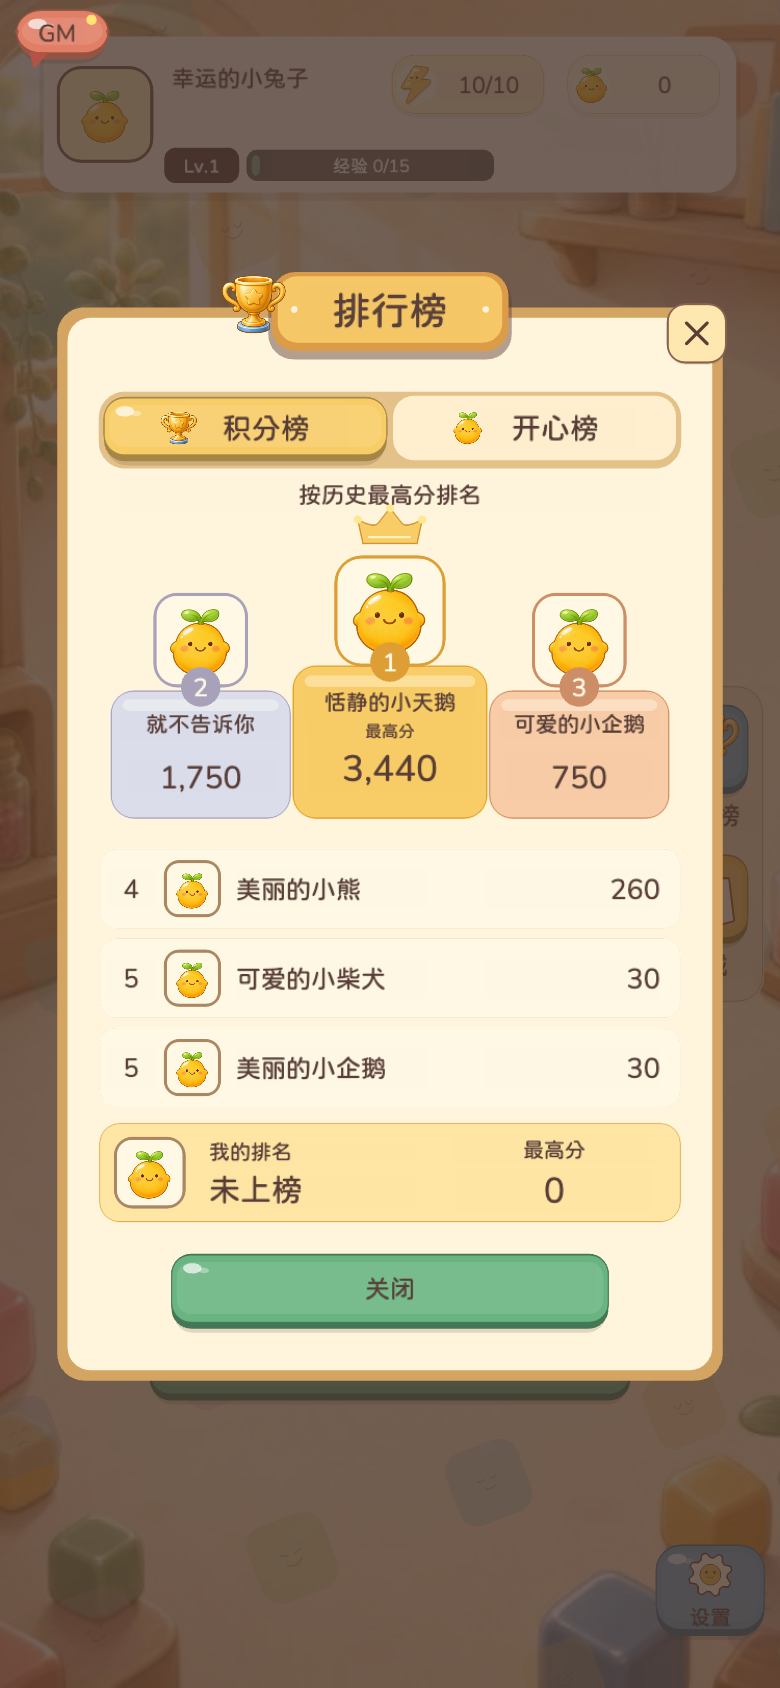 GM
幸运的小兔子
10/10
0
Lv.1
经验 0/15
排行榜
积分榜
开心榜
按历史最高分排名
1
恬静的小天鹅
最高分
3,440
2
就不告诉你
1,750
3
可爱的小企鹅
750
4 美丽的小熊 260
5 可爱的小柴犬 30
5 美丽的小企鹅 30
我的排名
未上榜
最高分
0
关闭
榜
设置